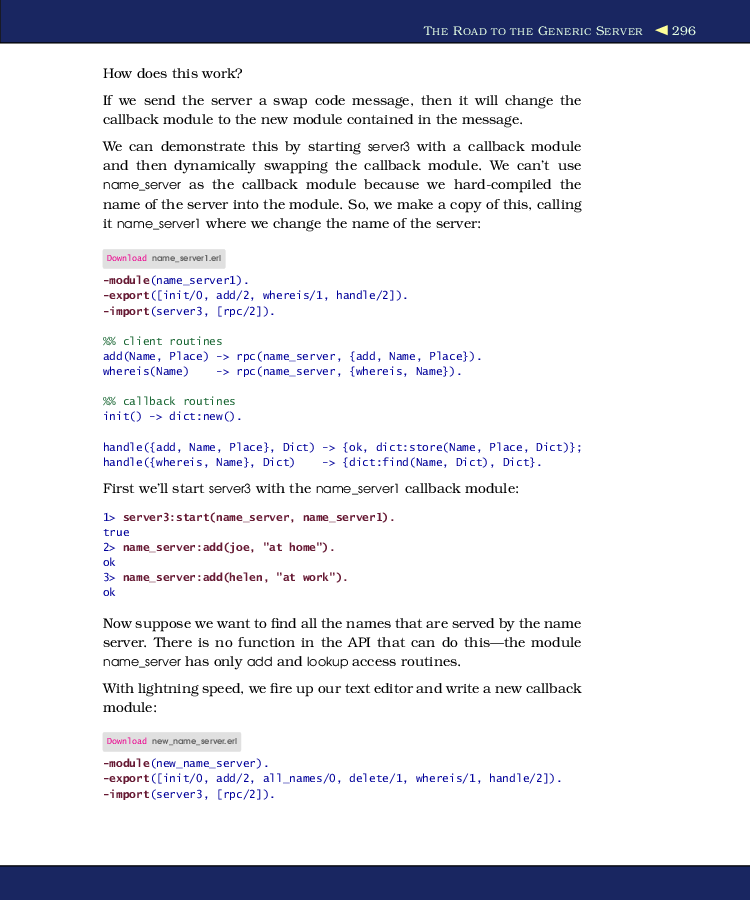 THE ROAD TO THE GENERIC SERVER ◀ 296
How does this work?
If we send the server a swap code message, then it will change the
callback module to the new module contained in the message.
We can demonstrate this by starting server3 with a callback module
and then dynamically swapping the callback module. We can't use
name_server as the callback module because we hard-compiled the
name of the server into the module. So, we make a copy of this, calling
it name_server1 where we change the name of the server:
Download name_server1.erl
-module(name_server1).
-export([init/0, add/2, whereis/1, handle/2]).
-import(server3, [rpc/2]).
%% client routines
add(Name, Place) -> rpc(name_server, {add, Name, Place}).
whereis(Name)    -> rpc(name_server, {whereis, Name}).
%% callback routines
init() -> dict:new().
handle({add, Name, Place}, Dict) -> {ok, dict:store(Name, Place, Dict)};
handle({whereis, Name}, Dict)    -> {dict:find(Name, Dict), Dict}.
First we'll start server3 with the name_server1 callback module:
1> server3:start(name_server, name_server1).
true
2> name_server:add(joe, "at home").
ok
3> name_server:add(helen, "at work").
ok
Now suppose we want to find all the names that are served by the name
server. There is no function in the API that can do this—the module
name_server has only add and lookup access routines.
With lightning speed, we fire up our text editor and write a new callback
module:
Download new_name_server.erl
-module(new_name_server).
-export([init/0, add/2, all_names/0, delete/1, whereis/1, handle/2]).
-import(server3, [rpc/2]).